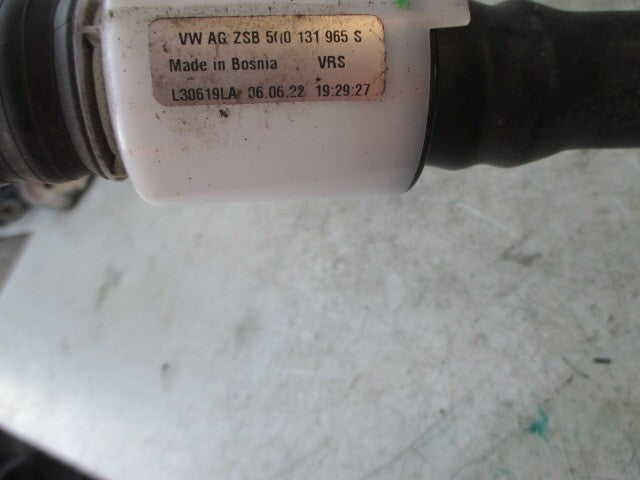 VW AG ZSB 5Q0 131 965 S
Made in Bosnia VRS
L30619LA 06.06.22 19:29:27